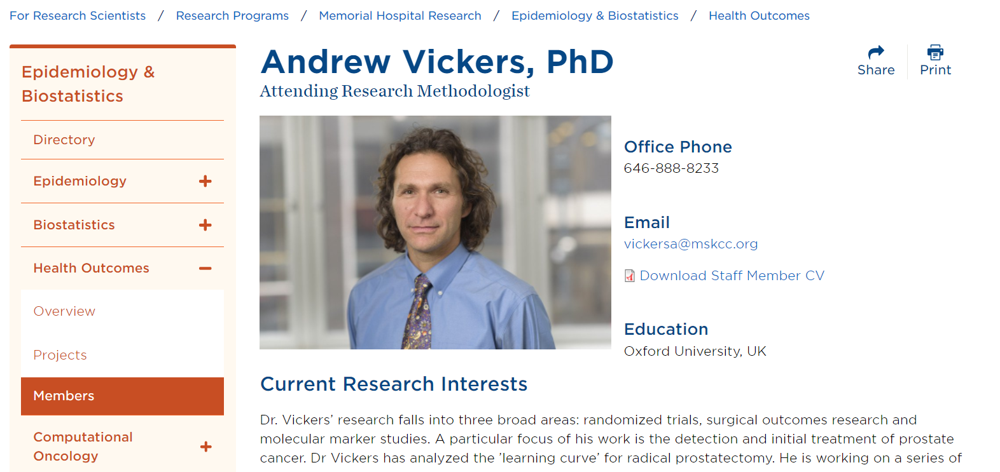 For Research Scientists / Research Programs / Memorial Hospital Research / Epidemiology & Biostatistics / Health Outcomes
Epidemiology &
Biostatistics
Directory
Epidemiology +
Biostatistics +
Health Outcomes −
Overview
Projects
Members
Computational
Oncology +
Andrew Vickers, PhD
Attending Research Methodologist
Share
Print
Office Phone
646-888-8233
Email
vickersa@mskcc.org
Download Staff Member CV
Education
Oxford University, UK
Current Research Interests
Dr. Vickers’ research falls into three broad areas: randomized trials, surgical outcomes research and
molecular marker studies. A particular focus of his work is the detection and initial treatment of prostate
cancer. Dr Vickers has analyzed the ’learning curve’ for radical prostatectomy. He is working on a series of